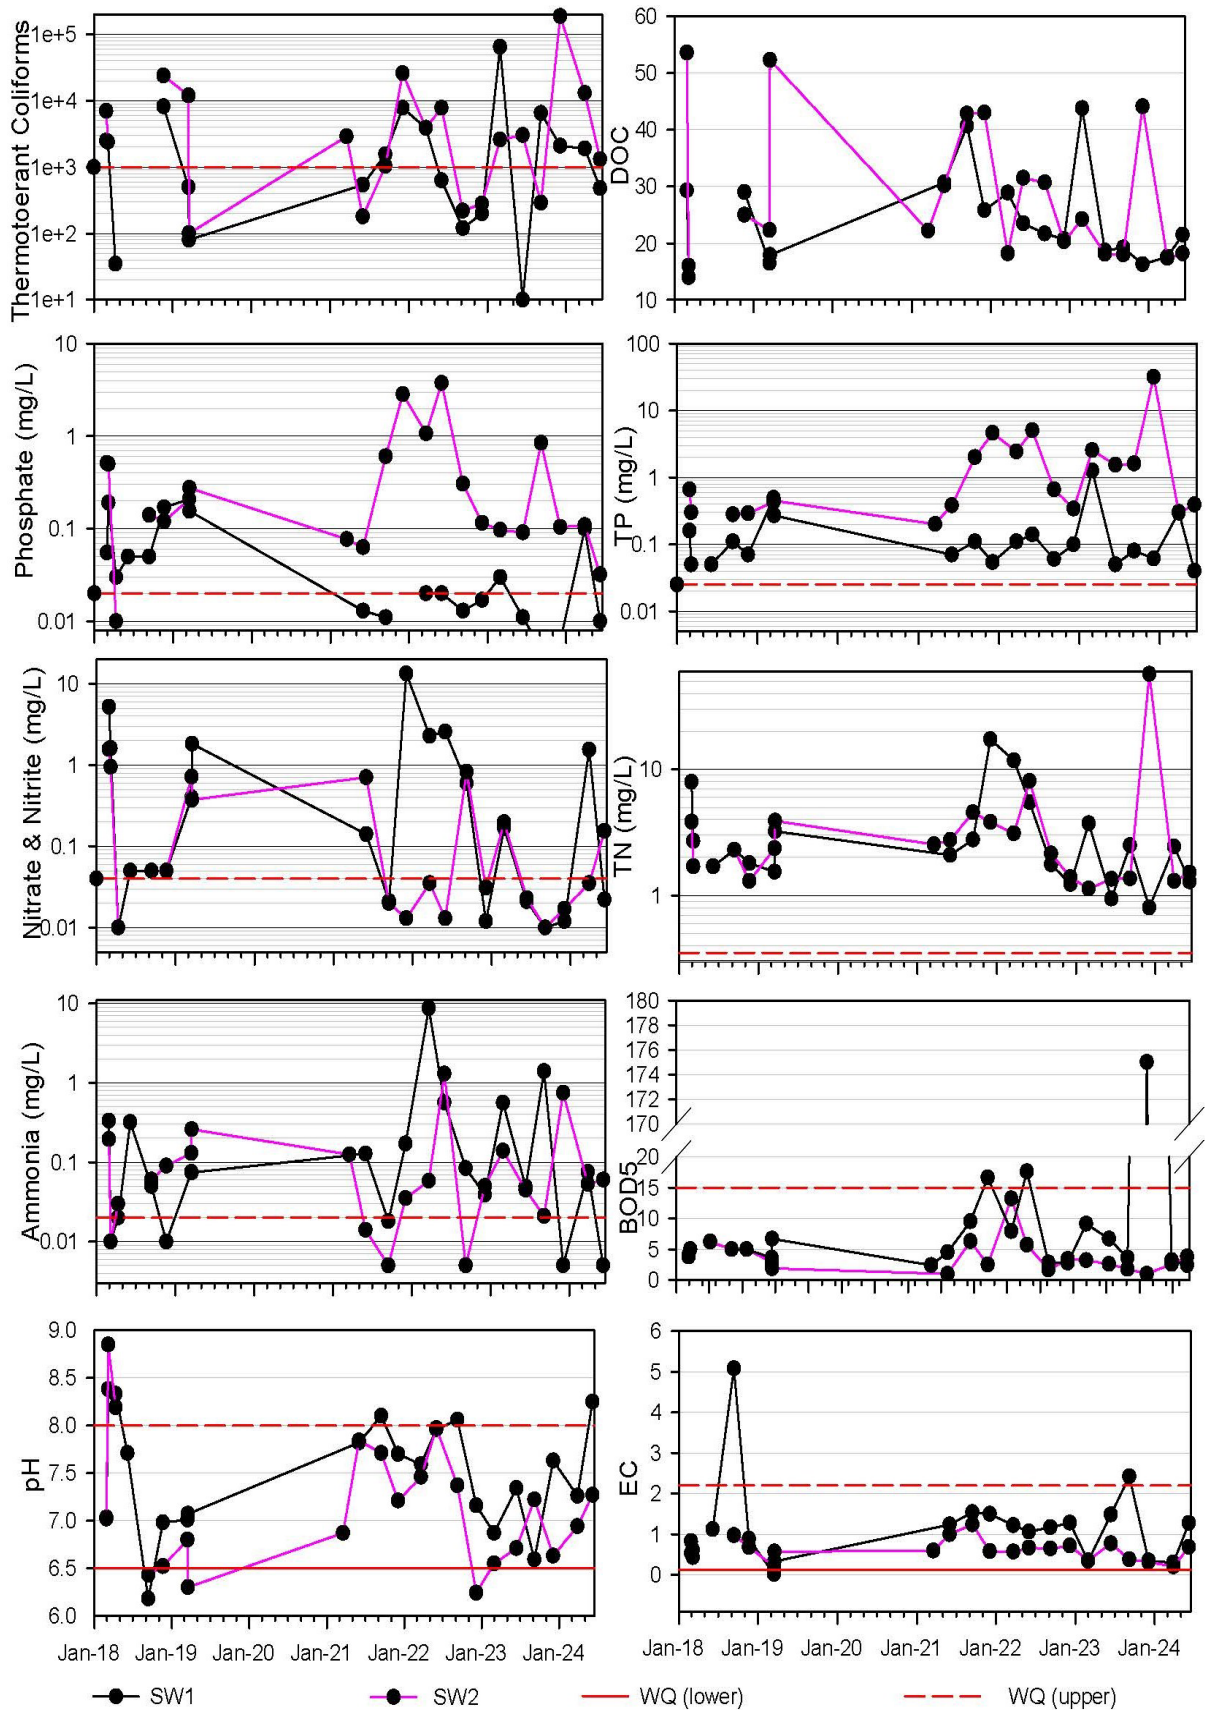 Thermotoerant Coliforms
1e+5
1e+4
1e+3
1e+2
1e+1
DOC
60
50
40
30
20
10
Phosphate (mg/L)
10
1
0.1
0.01
TP (mg/L)
100
10
1
0.1
0.01
Nitrate & Nitrite (mg/L)
10
1
0.1
0.01
TN (mg/L)
10
1
Ammonia (mg/L)
10
1
0.1
0.01
BOD5
180
178
176
174
172
170
20
15
10
5
0
pH
9.0
8.5
8.0
7.5
7.0
6.5
6.0
EC
6
5
4
3
2
1
0
Jan-18 Jan-19 Jan-20 Jan-21 Jan-22 Jan-23 Jan-24
Jan-18 Jan-19 Jan-20 Jan-21 Jan-22 Jan-23 Jan-24
SW1 SW2 WQ (lower) WQ (upper)